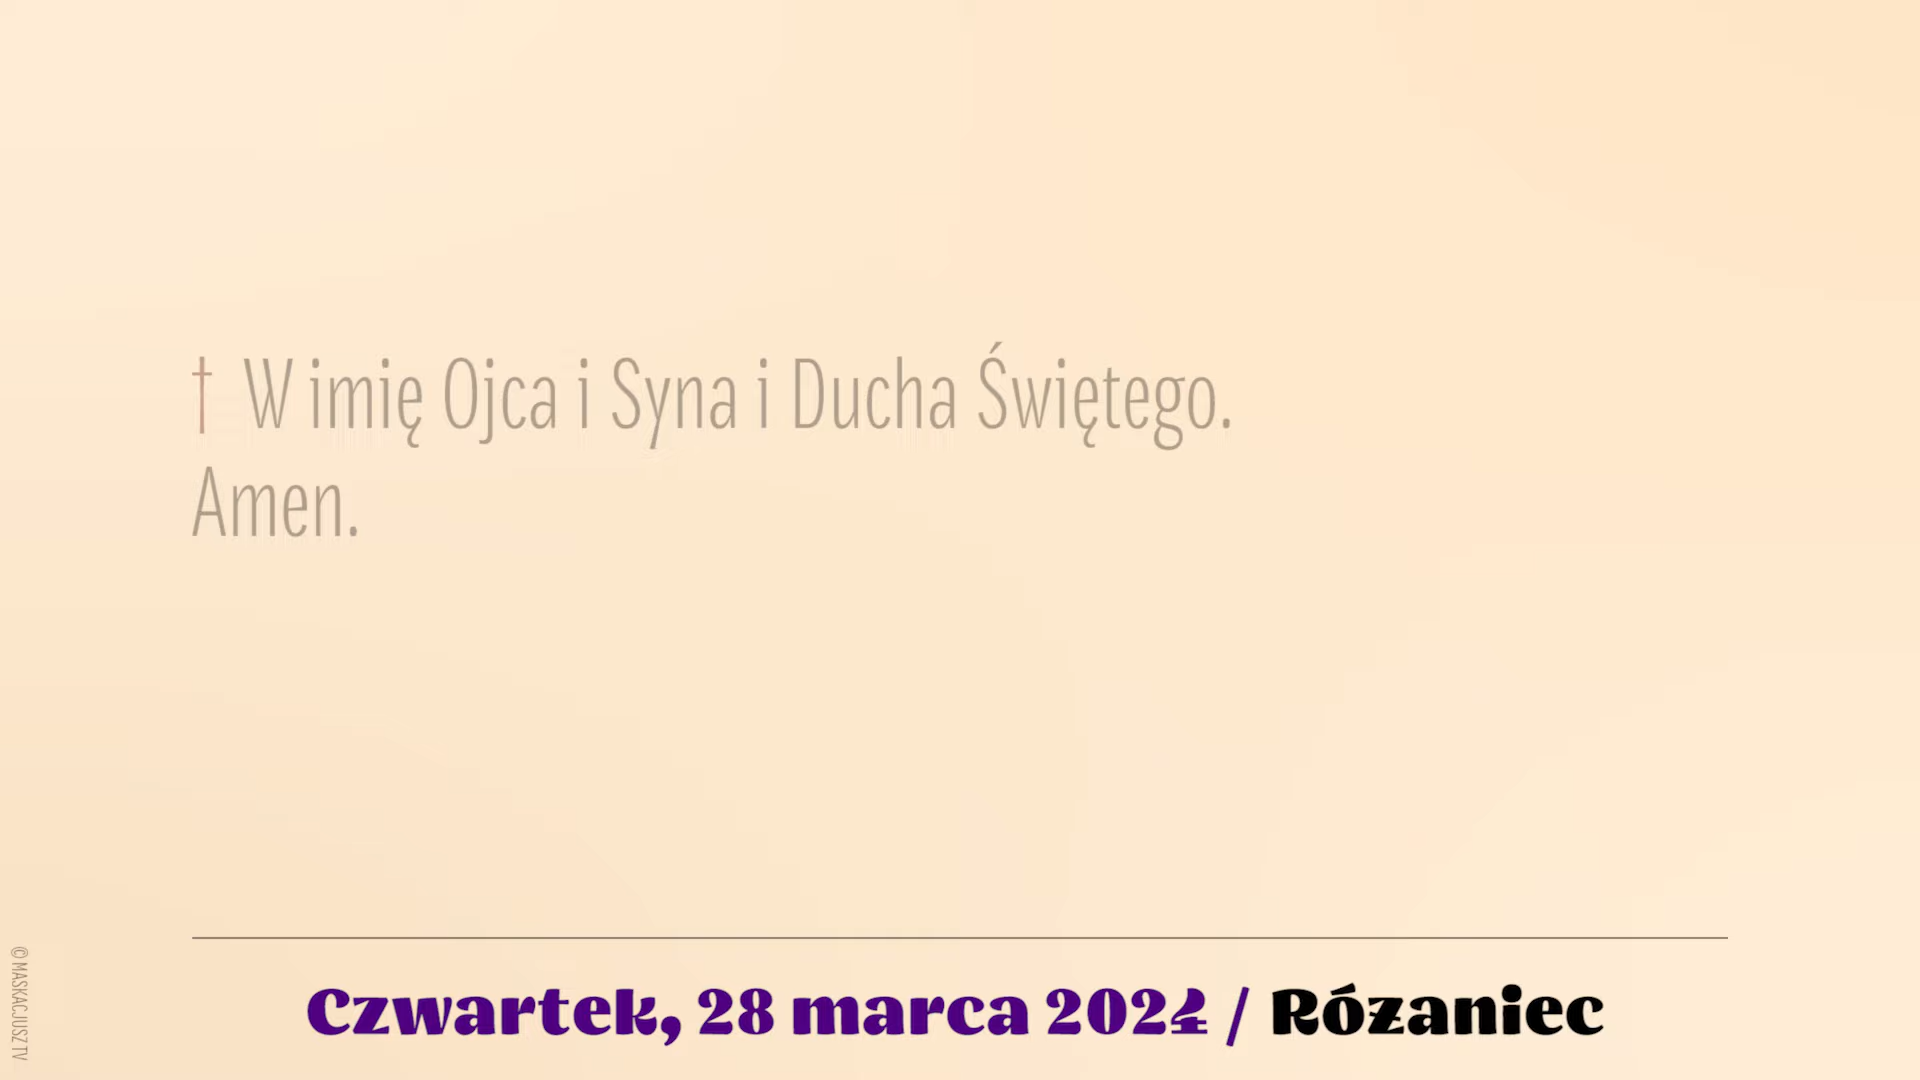 † W imię Ojca i Syna i Ducha Świętego.
Amen.
© MASKACJUSZ TV
Czwartek, 28 marca 2024 / Różaniec